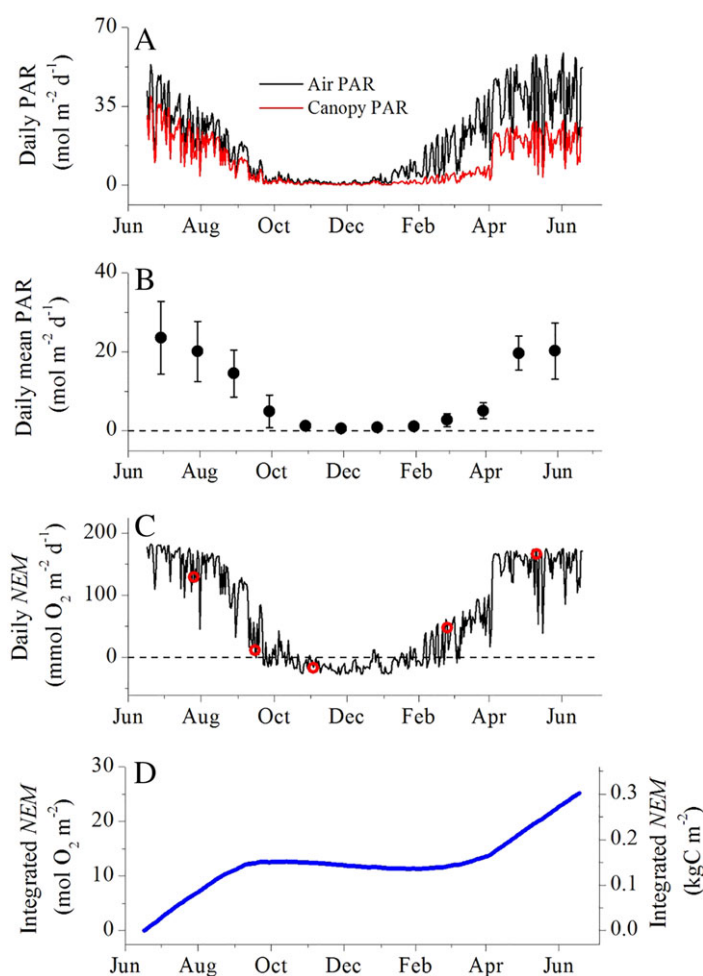 A
70
35
0
Daily PAR
(mol m⁻² d⁻¹)
Air PAR
Canopy PAR
Jun Aug Oct Dec Feb Apr Jun
B
40
20
0
Daily mean PAR
(mol m⁻² d⁻¹)
Jun Aug Oct Dec Feb Apr Jun
C
200
100
0
Daily NEM
(mmol O₂ m⁻² d⁻¹)
Jun Aug Oct Dec Feb Apr Jun
D
30
20
10
0
Integrated NEM
(mol O₂ m⁻²)
0.3
0.2
0.1
0.0
Integrated NEM
(kgC m⁻²)
Jun Aug Oct Dec Feb Apr Jun